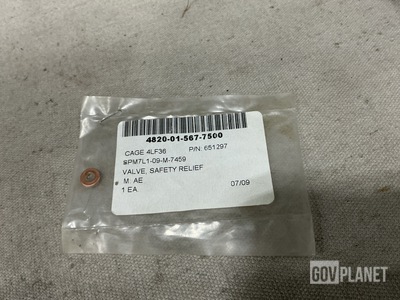 4820-01-567-7500
CAGE 4LF36 P/N: 651297
SPM7L1-09-M-7459
VALVE, SAFETY RELIEF
M AE
1 EA. 07/09
GOVPLANET